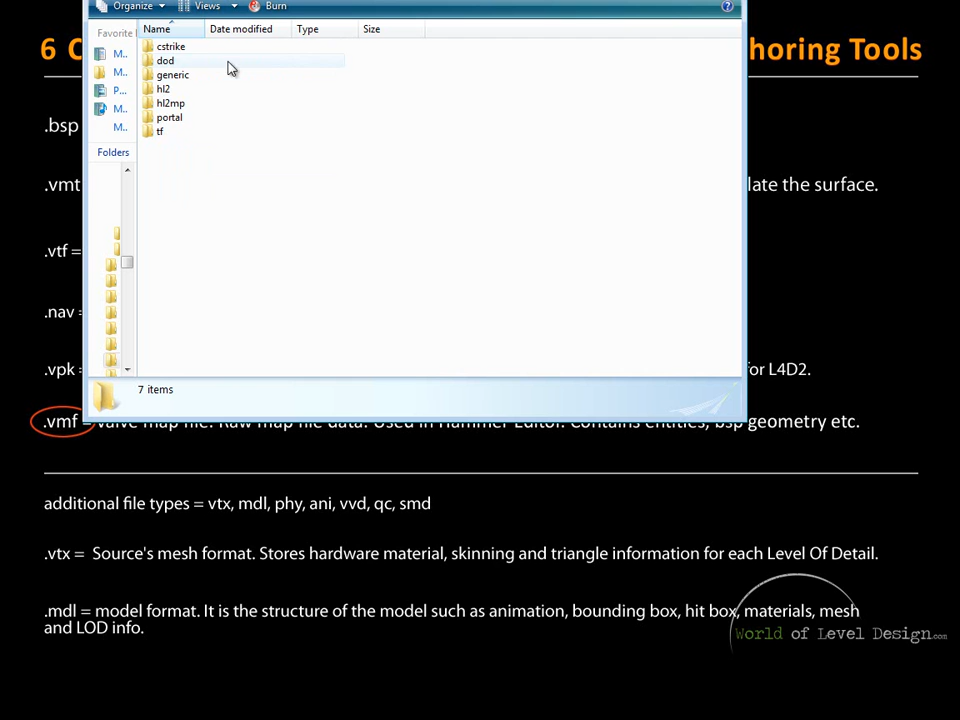 Organize Views Burn
6 C horing Tools
Name Date modified Type Size
Favorite
cstrike
dod
generic
hl2
hl2mp
portal
tf
M..
M..
P...
M..
M..
Folders
7 items
.bsp
.vmt late the surface.
.vtf =
.nav =
.vpk = for L4D2.
.vmf = Valve map file. Raw map file data. Used in Hammer Editor. Contains entities, bsp geometry etc.
additional file types = vtx, mdl, phy, ani, vvd, qc, smd
.vtx = Source's mesh format. Stores hardware material, skinning and triangle information for each Level Of Detail.
.mdl = model format. It is the structure of the model such as animation, bounding box, hit box, materials, mesh
and LOD info.
World of Level Design.com